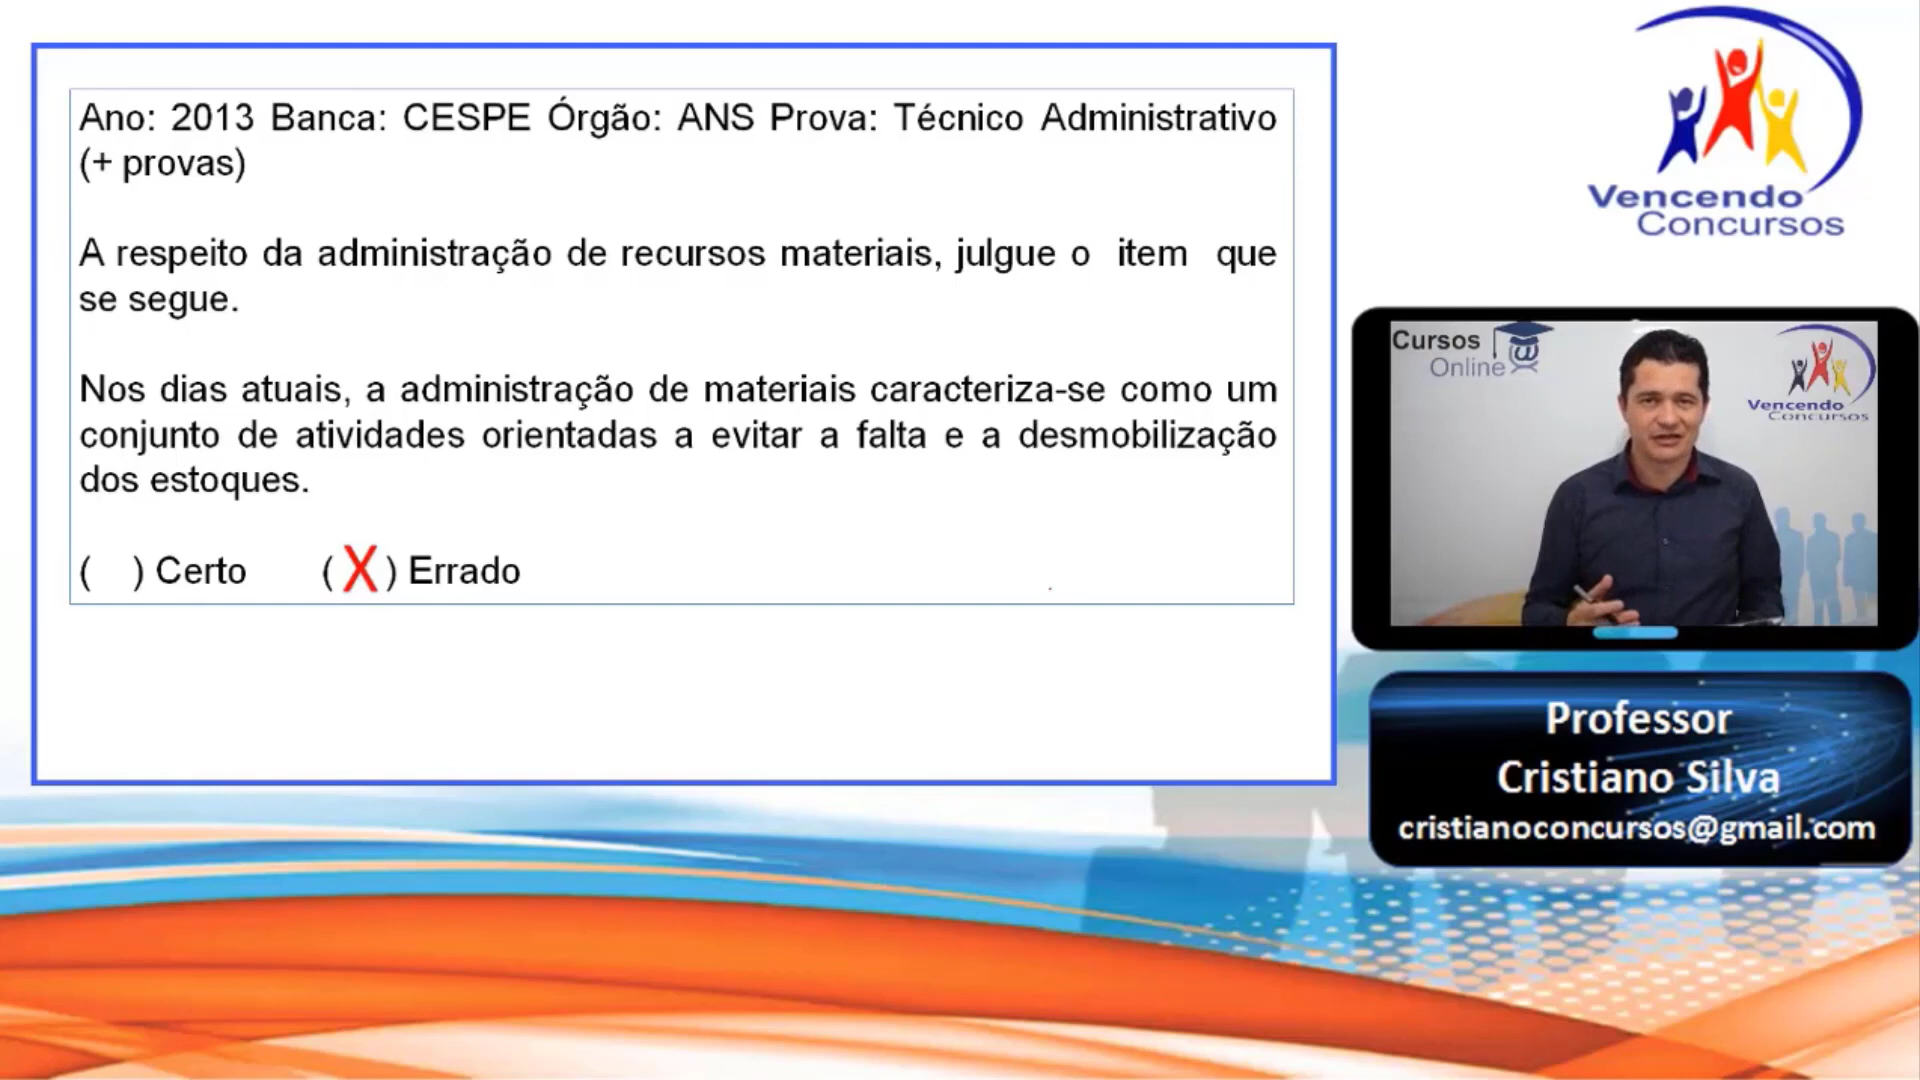 Ano: 2013 Banca: CESPE Órgão: ANS Prova: Técnico Administrativo
(+ provas)
A respeito da administração de recursos materiais, julgue o item que
se segue.
Nos dias atuais, a administração de materiais caracteriza-se como um
conjunto de atividades orientadas a evitar a falta e a desmobilização
dos estoques.
( ) Certo (X) Errado
Vencendo
Concursos
Cursos
Online
Vencendo
Concursos
Professor
Cristiano Silva
cristianoconcursos@gmail.com